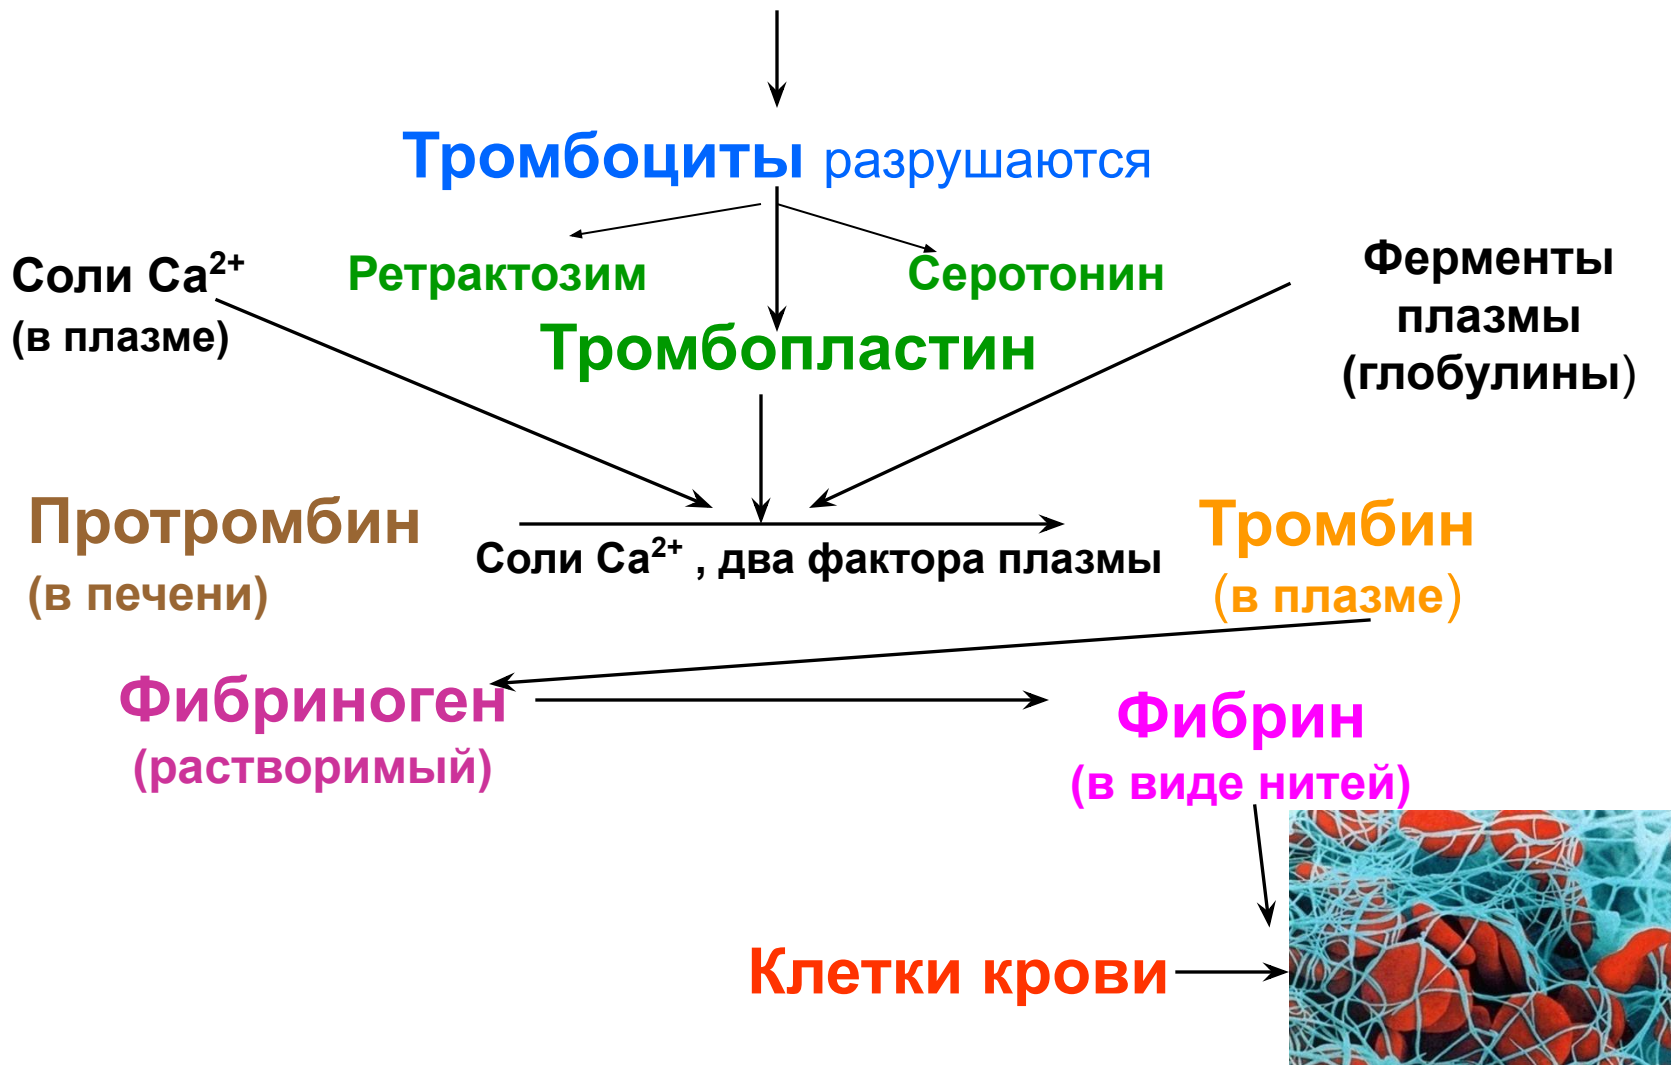 Тромбоциты разрушаются
Соли Ca²⁺
(в плазме)
Ретрактозим
Серотонин
Ферменты
плазмы
(глобулины)
Тромбопластин
Протромбин
(в печени)
Соли Ca²⁺ , два фактора плазмы
Тромбин
(в плазме)
Фибриноген
(растворимый)
Фибрин
(в виде нитей)
Клетки крови